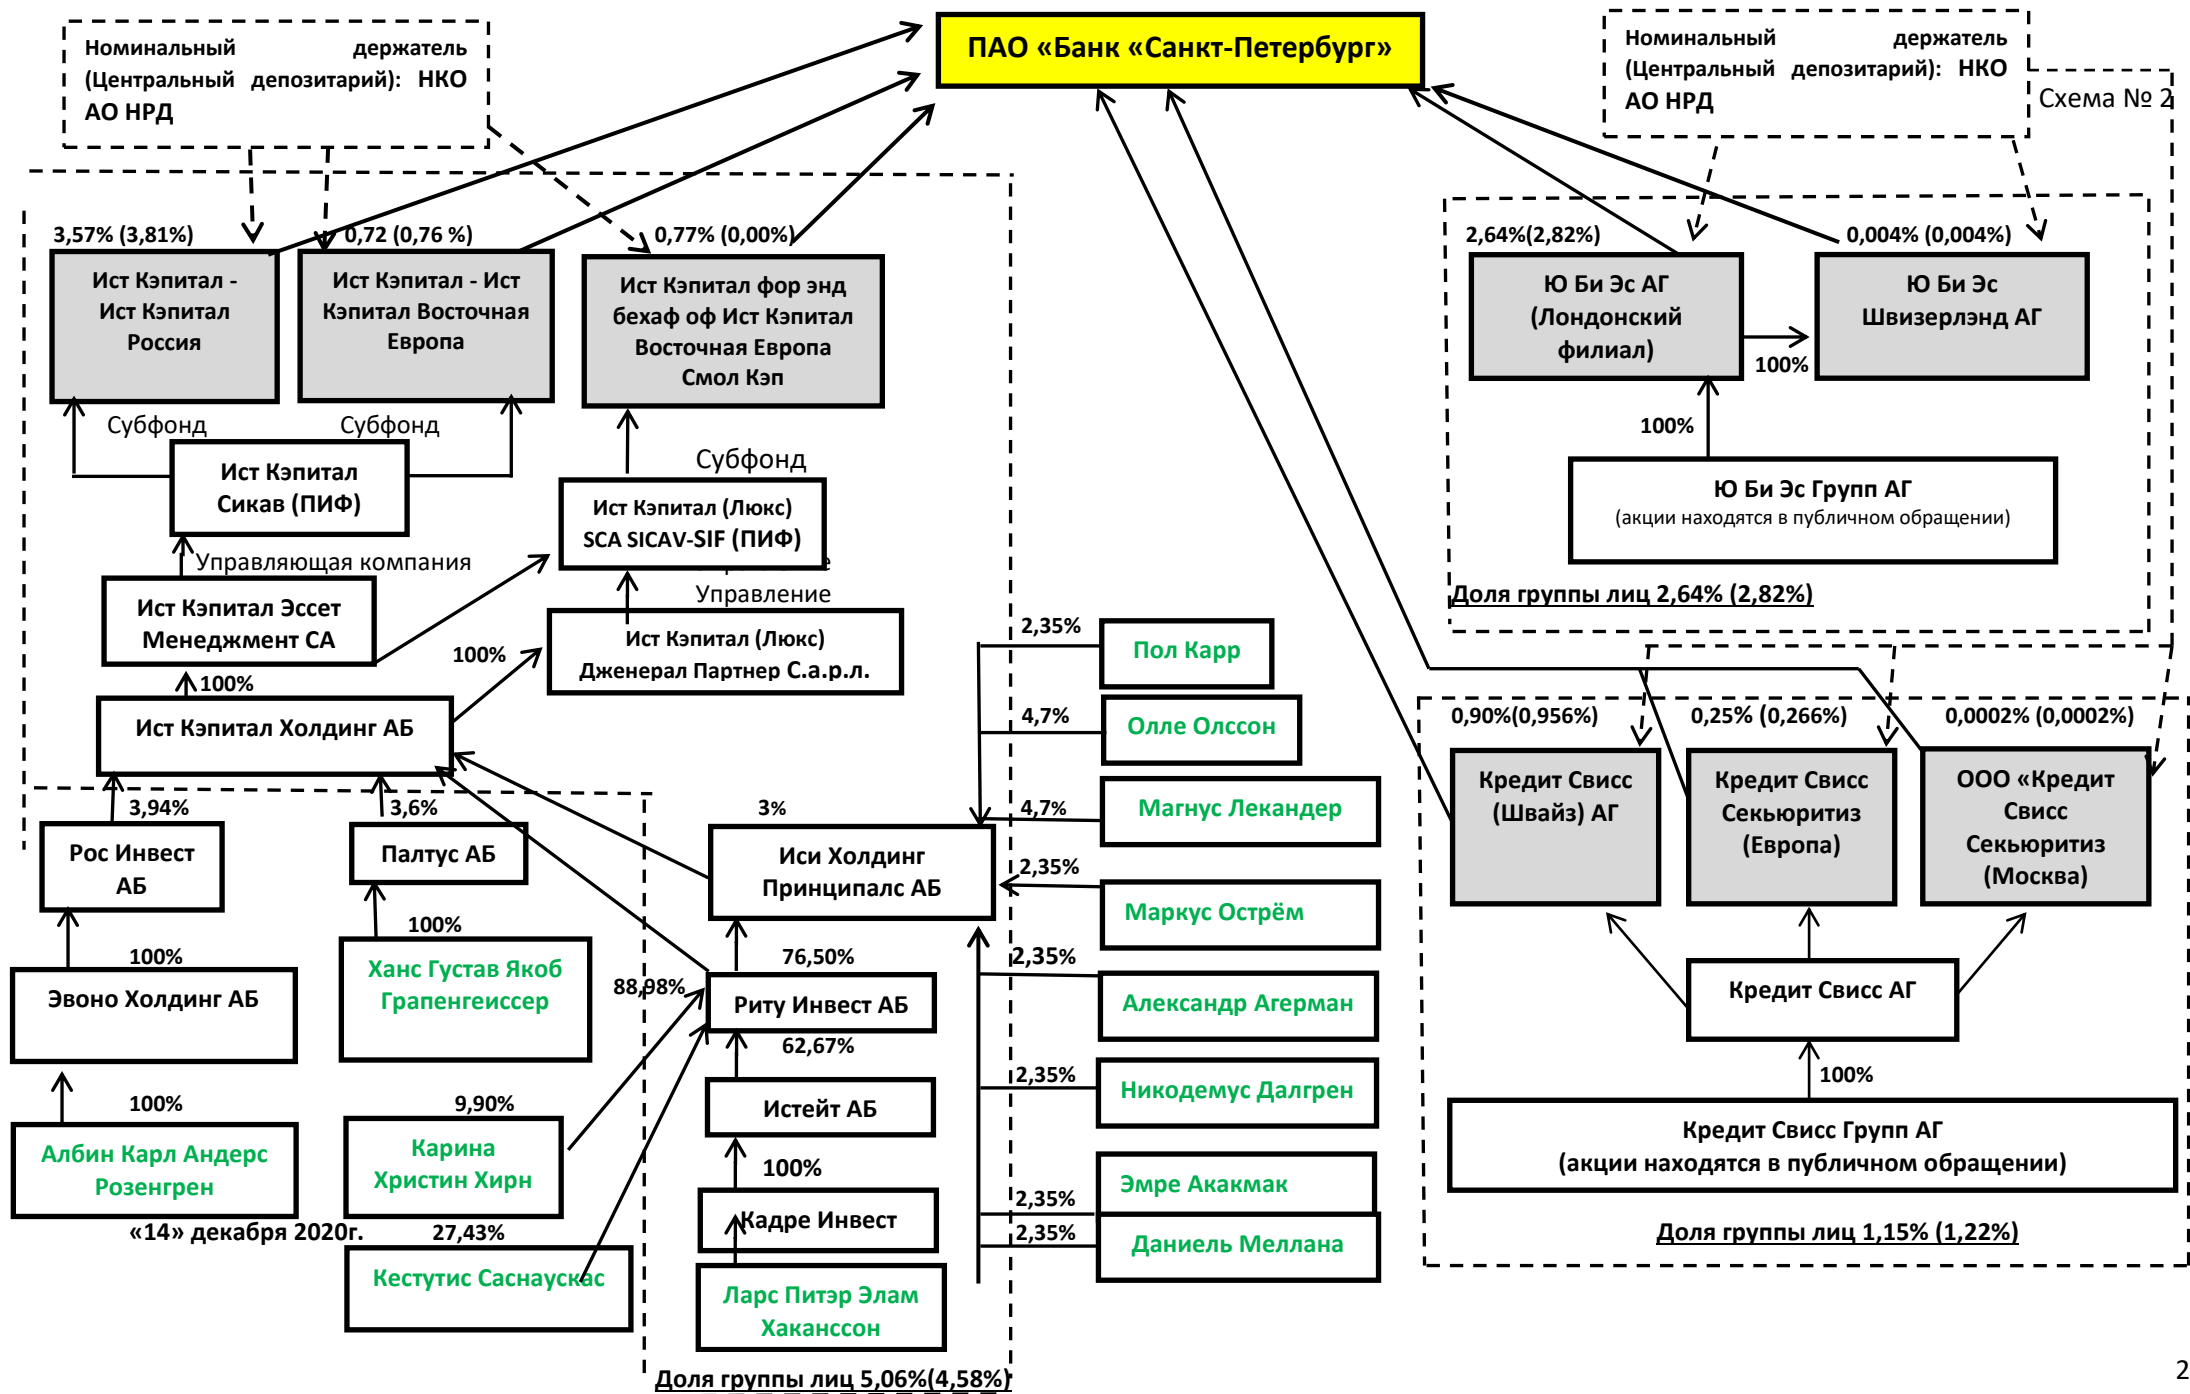 Номинальный держатель
(Центральный депозитарий): НКО
АО НРД
ПАО «Банк «Санкт-Петербург»
Номинальный держатель
(Центральный депозитарий): НКО
АО НРД
Схема № 2
3,57% (3,81%)
0,72 (0,76 %)
0,77% (0,00%)
2,64%(2,82%)
0,004% (0,004%)
Ист Кэпитал -
Ист Кэпитал
Россия
Ист Кэпитал - Ист
Кэпитал Восточная
Европа
Ист Кэпитал фор энд
бехаф оф Ист Кэпитал
Восточная Европа
Смол Кэп
Ю Би Эс АГ
(Лондонский
филиал)
100%
Ю Би Эс
Швизерлэнд АГ
Субфонд
Субфонд
100%
Ист Кэпитал
Сикав (ПИФ)
Субфонд
Ист Кэпитал (Люкс)
SCA SICAV-SIF (ПИФ)
Ю Би Эс Групп АГ
(акции находятся в публичном обращении)
Управляющая компания
Управление
Доля группы лиц 2,64% (2,82%)
Ист Кэпитал Эссет
Менеджмент СА
100%
Ист Кэпитал (Люкс)
Дженерал Партнер С.а.р.л.
2,35%
Пол Карр
100%
Ист Кэпитал Холдинг АБ
4,7%
Олле Олссон
0,90%(0,956%)
0,25% (0,266%)
0,0002% (0,0002%)
3,94%
3,6%
3%
4,7%
Магнус Лекандер
Кредит Свисс
(Швайз) АГ
Кредит Свисс
Секьюритиз
(Европа)
ООО «Кредит
Свисс
Секьюритиз
(Москва)
Рос Инвест
АБ
Палтус АБ
Иси Холдинг
Принципалс АБ
2,35%
Маркус Острём
100%
100%
76,50%
2,35%
Эвоно Холдинг АБ
Ханс Густав Якоб
Грапенгеиссер
88,98%
Риту Инвест АБ
Александр Агерман
Кредит Свисс АГ
62,67%
2,35%
Никодемус Далгрен
100%
100%
9,90%
Истейт АБ
Албин Карл Андерс
Розенгрен
Карина
Христин Хирн
100%
Эмре Акакмак
Кредит Свисс Групп АГ
(акции находятся в публичном обращении)
2,35%
Кадре Инвест
«14» декабря 2020г.
27,43%
2,35%
Даниель Меллана
Доля группы лиц 1,15% (1,22%)
Кестутис Саснаускас
Ларс Питэр Элам
Хаканссон
Доля группы лиц 5,06%(4,58%)
2